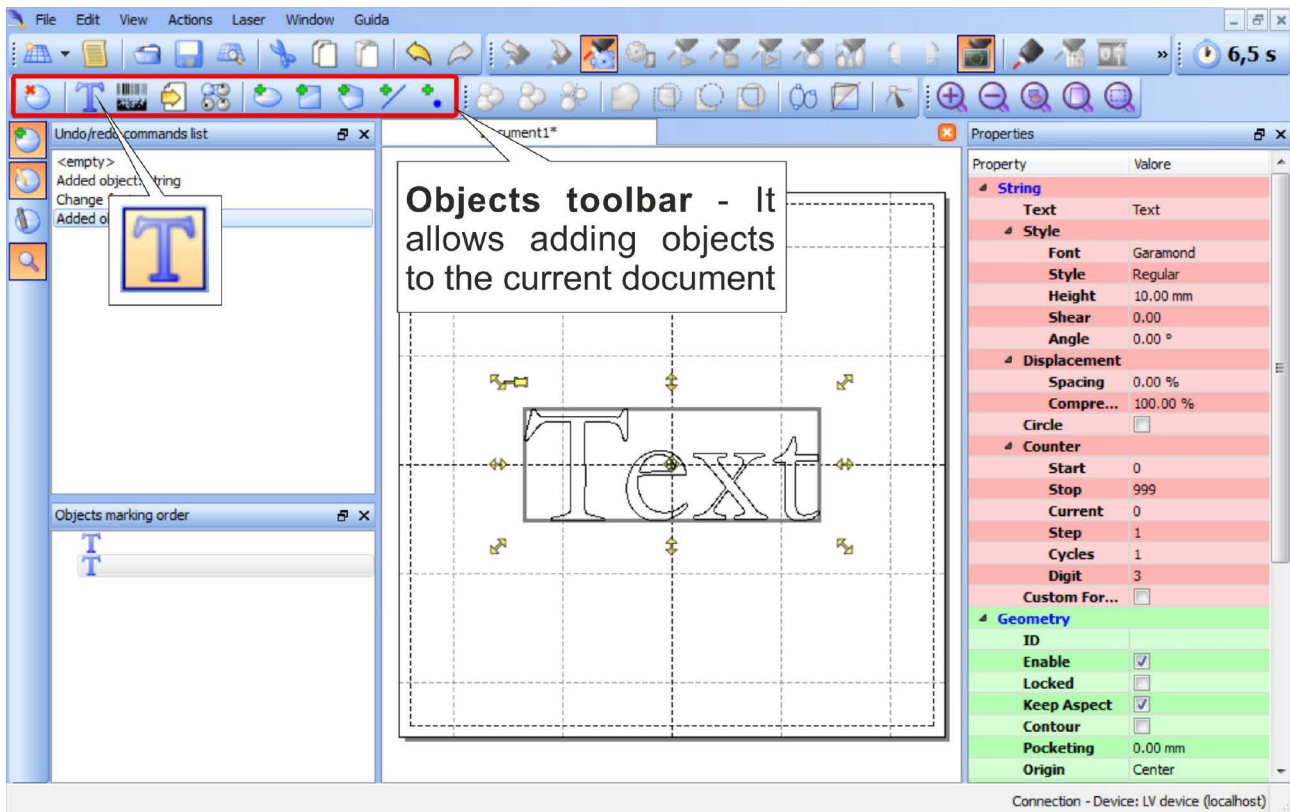 File Edit View Actions Laser Window Guida
» 6,5 s
Undo/redo commands list
<empty>
Added object: string
Change
Added
Document1*
Objects toolbar - It
allows adding objects
to the current document
T
Text
Objects marking order
T
T
Properties
Property Valore
String
Text Text
Style
Font Garamond
Style Regular
Height 10.00 mm
Shear 0.00
Angle 0.00 °
Displacement
Spacing 0.00 %
Compre... 100.00 %
Circle
Counter
Start 0
Stop 999
Current 0
Step 1
Cycles 1
Digit 3
Custom For...
Geometry
ID
Enable
Locked
Keep Aspect
Contour
Pocketing 0.00 mm
Origin Center
Connection - Device: LV device (localhost)